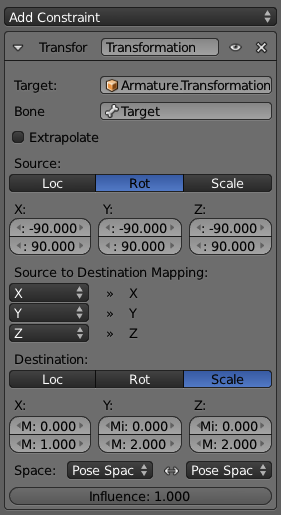 Add Constraint
Transfor Transformation
Target: Armature.Transformation
Bone Target
Extrapolate
Source:
Loc Rot Scale
X: Y: Z:
: -90.000 : -90.000 : -90.000
: 90.000 : 90.000 : 90.000
Source to Destination Mapping:
X » X
Y » Y
Z » Z
Destination:
Loc Rot Scale
X: Y: Z:
M: 0.000 Mi: 0.000 Mi: 0.000
M: 1.000 M: 2.000 M: 2.000
Space: Pose Spac Pose Spac
Influence: 1.000